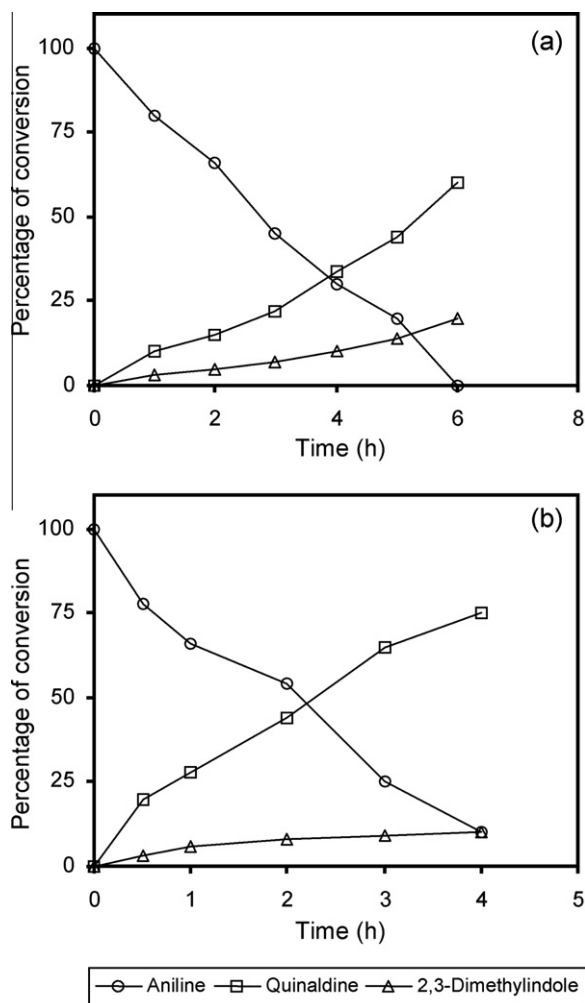 (a)
100
75
50
25
0
Percentage of conversion
0 2 4 6 8
Time (h)
(b)
100
75
50
25
0
Percentage of conversion
0 1 2 3 4 5
Time (h)
Aniline Quinaldine 2,3-Dimethylindole